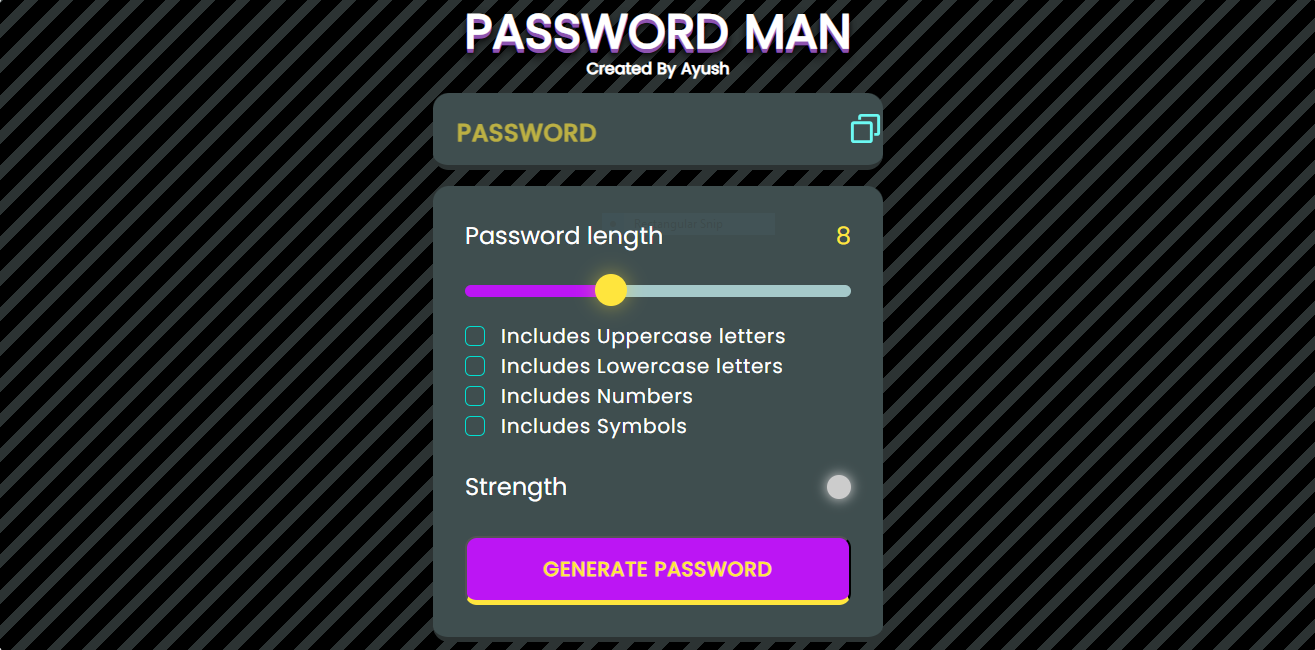 PASSWORD MAN
Created By Ayush
PASSWORD
Password length 8
Includes Uppercase letters
Includes Lowercase letters
Includes Numbers
Includes Symbols
Strength
GENERATE PASSWORD